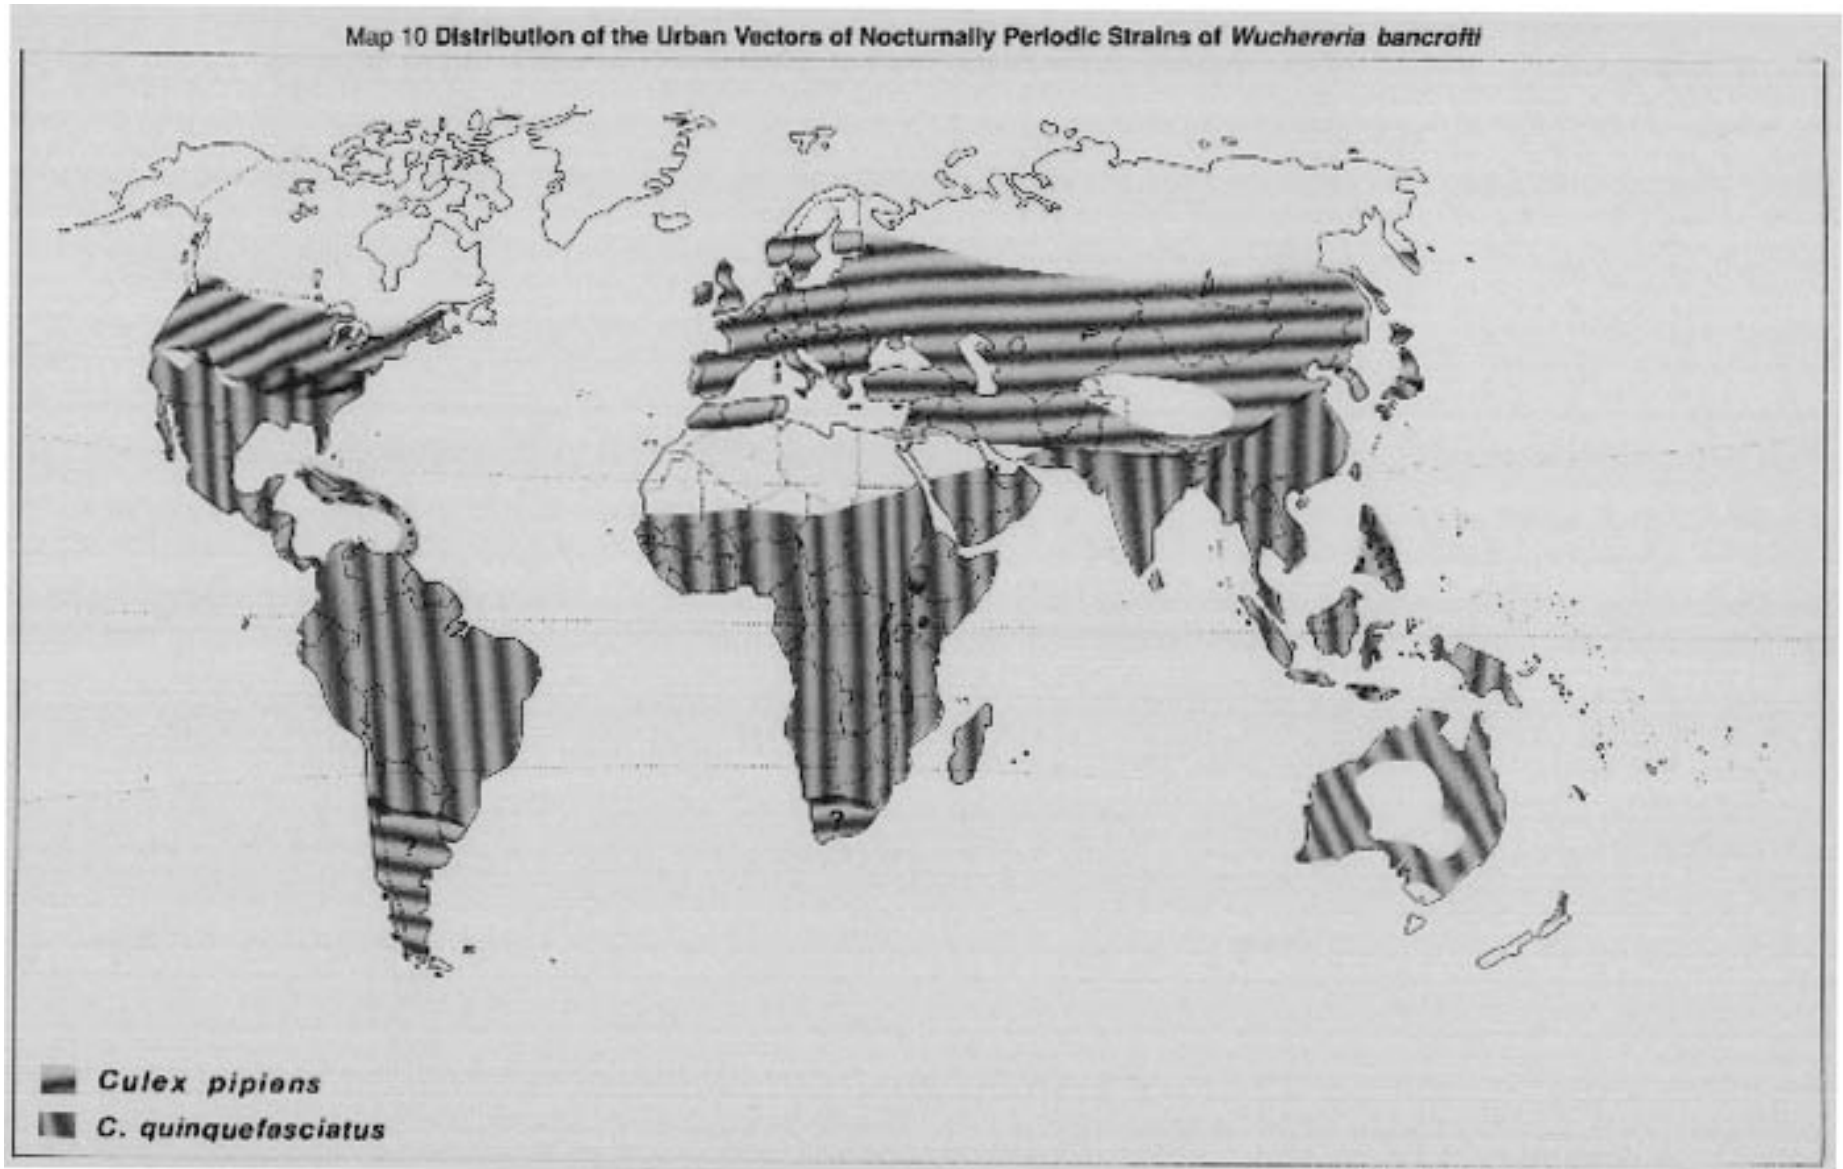 Map 10 Distribution of the Urban Vectors of Nocturnally Periodic Strains of Wuchereria bancrofti
?
?
Culex pipiens
C. quinquefasciatus